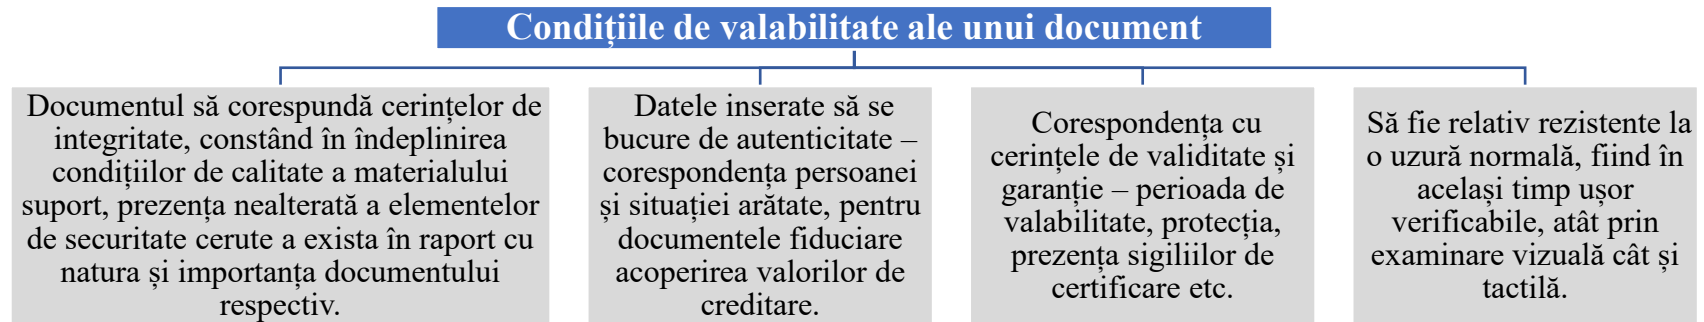 Condițiile de valabilitate ale unui document
Documentul să corespundă cerințelor de
integritate, constând în îndeplinirea
condițiilor de calitate a materialului
suport, prezența nealterată a elementelor
de securitate cerute a exista în raport cu
natura și importanța documentului
respectiv.
Datele inserate să se
bucure de autenticitate –
corespondența persoanei
și situației arătate, pentru
documentele fiduciare
acoperirea valorilor de
creditare.
Corespondența cu
cerințele de validitate și
garanție – perioada de
valabilitate, protecția,
prezența sigiliilor de
certificare etc.
Să fie relativ rezistente la
o uzură normală, fiind în
același timp ușor
verificabile, atât prin
examinare vizuală cât și
tactilă.